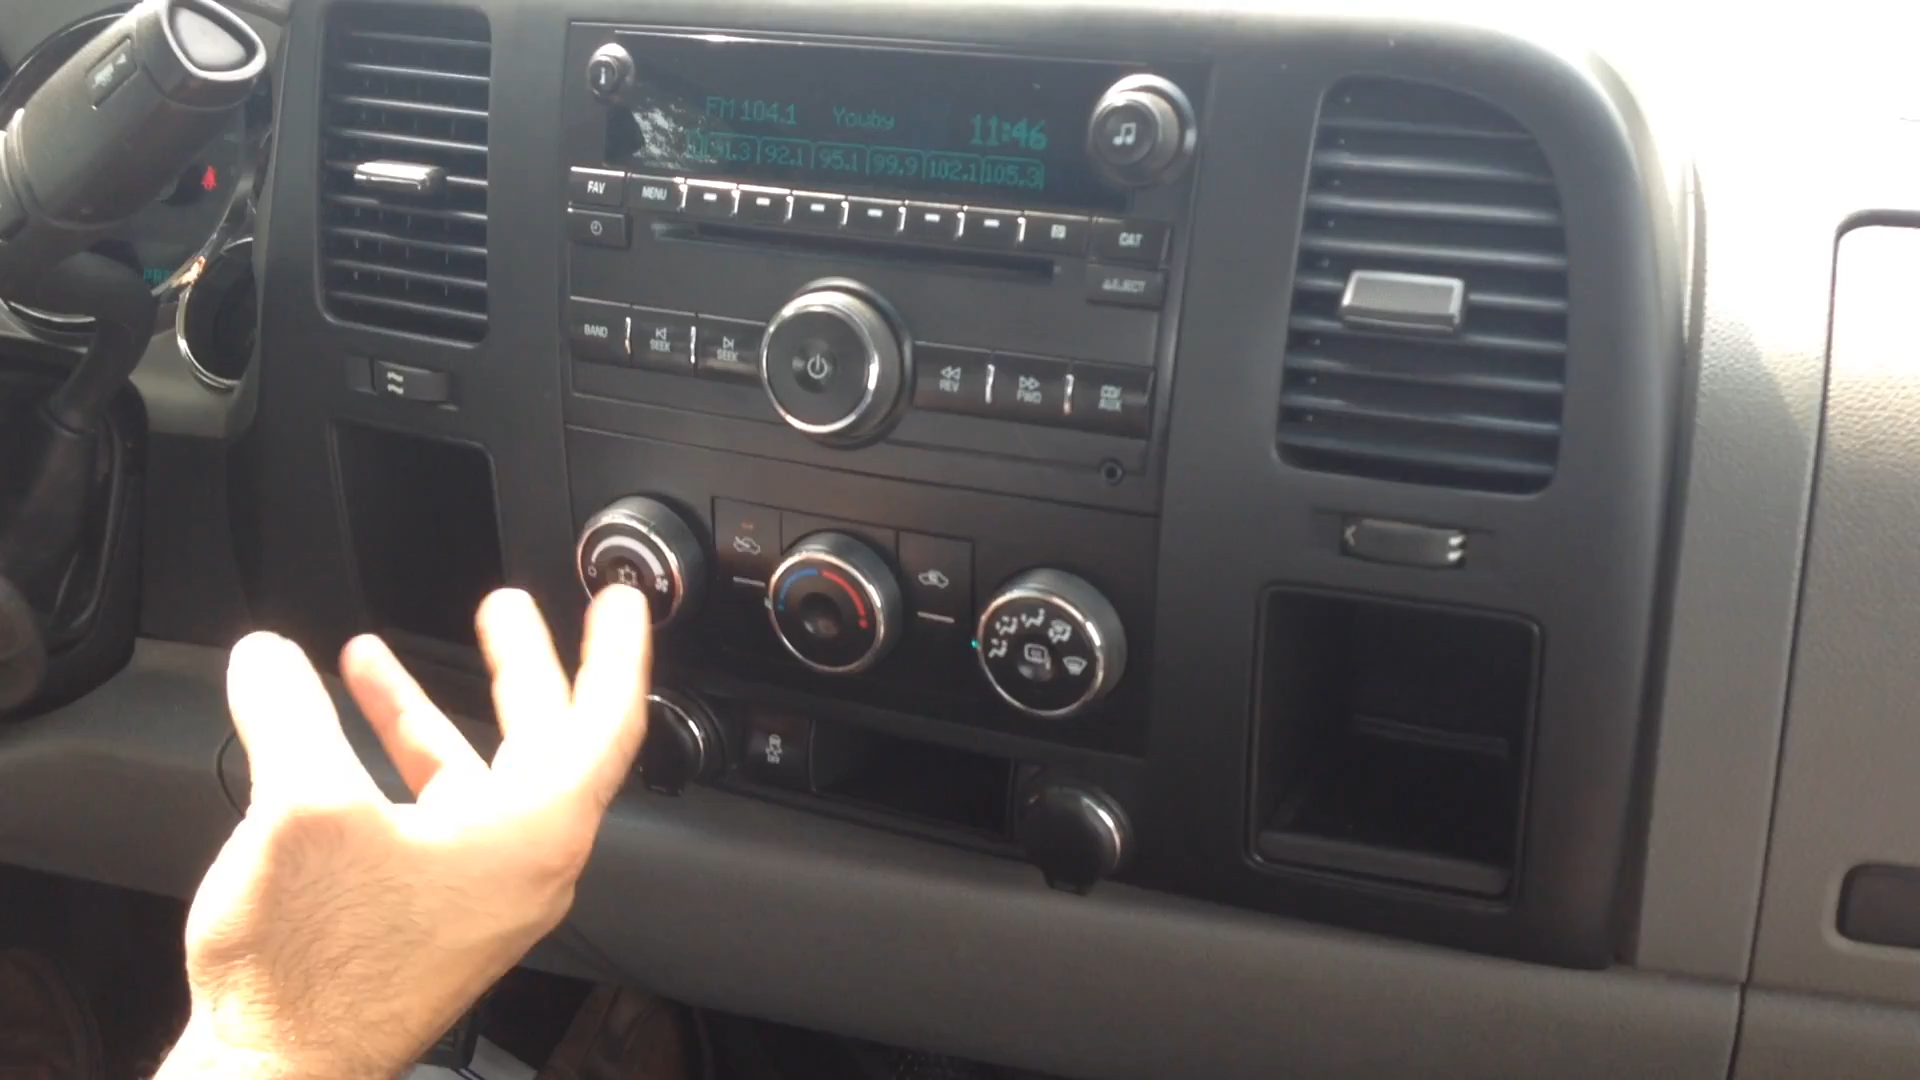 FM 104.1 Youby 11:46
91.3 92.1 95.1 99.9 102.1 105.3
FAV MENU
CAT
EJECT
BAND SEEK SEEK REV FWD CD/AUX